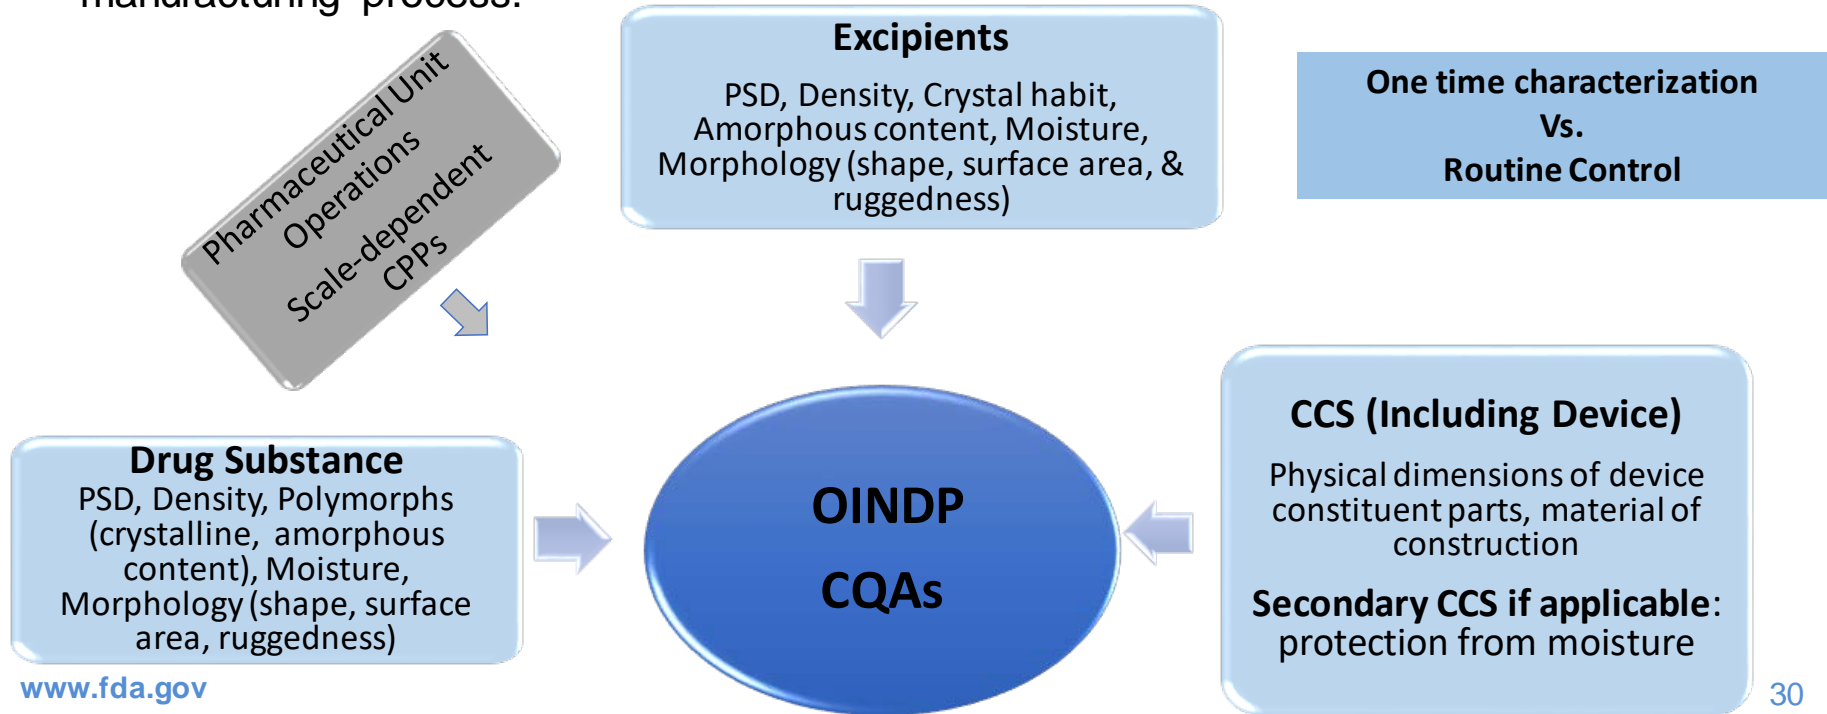 manufacturing process.
Pharmaceutical Unit
Operations
Scale-dependent
CPPs
Excipients
PSD, Density, Crystal habit,
Amorphous content, Moisture,
Morphology (shape, surface area, &
ruggedness)
One time characterization
Vs.
Routine Control
Drug Substance
PSD, Density, Polymorphs
(crystalline, amorphous
content), Moisture,
Morphology (shape, surface
area, ruggedness)
OINDP
CQAs
CCS (Including Device)
Physical dimensions of device
constituent parts, material of
construction
Secondary CCS if applicable:
protection from moisture
www.fda.gov
30